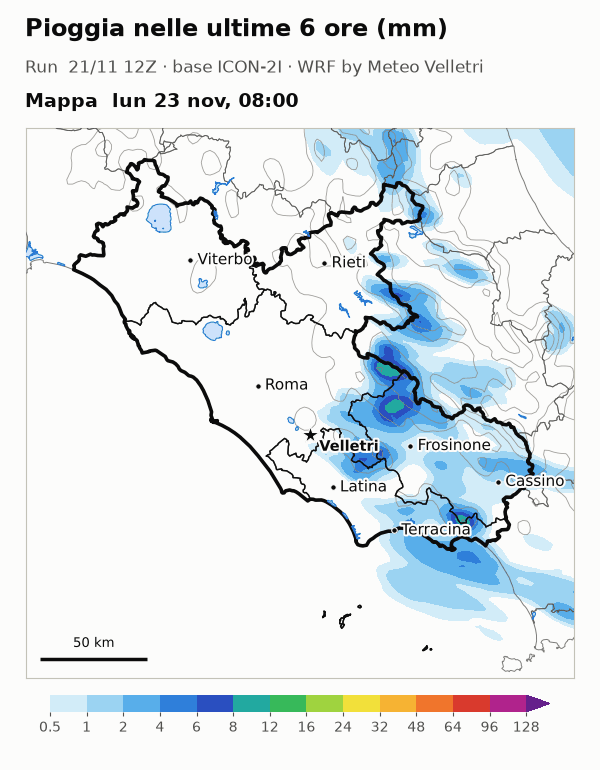 Pioggia nelle ultime 6 ore (mm)
Run  21/11 12Z · base ICON-2I · WRF by Meteo Velletri
Mappa  lun 23 nov, 08:00
Viterbo
Rieti
Roma
Velletri
Frosinone
Latina
Cassino
Terracina
50 km
0.5 1 2 4 6 8 12 16 24 32 48 64 96 128